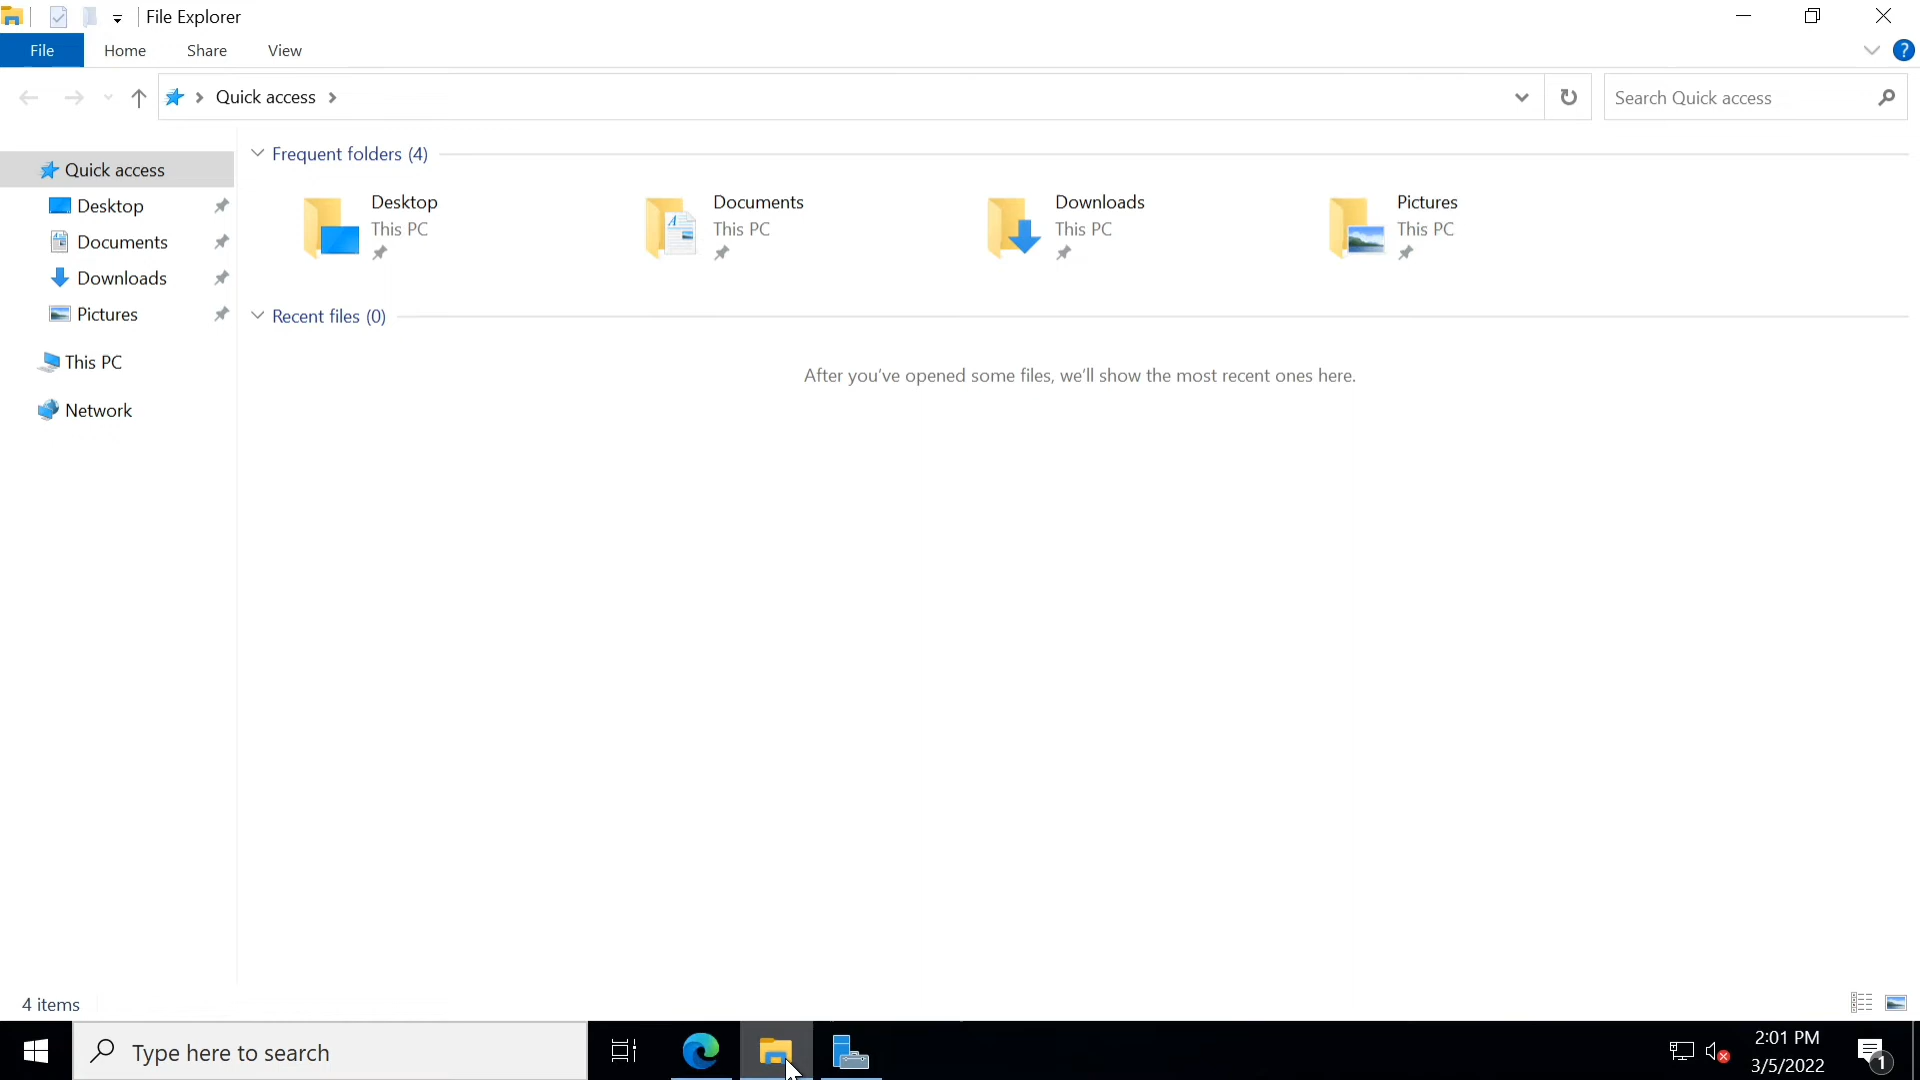 File Explorer
File Home Share View
?
Quick access
Search Quick access
Quick access
Desktop
Documents
Downloads
Pictures
This PC
Network
Frequent folders (4)
Desktop
This PC
Documents
This PC
Downloads
This PC
Pictures
This PC
Recent files (0)
After you've opened some files, we'll show the most recent ones here.
4 items
Type here to search
2:01 PM
3/5/2022
1